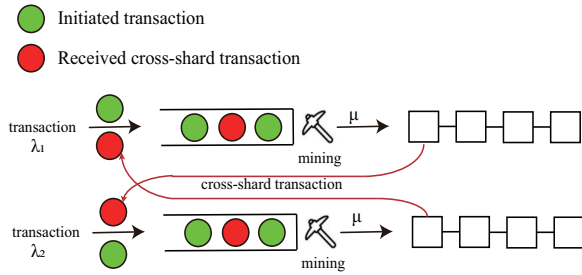 Initiated transaction
Received cross-shard transaction
transaction
λ1
μ
mining
cross-shard transaction
transaction
λ2
μ
mining